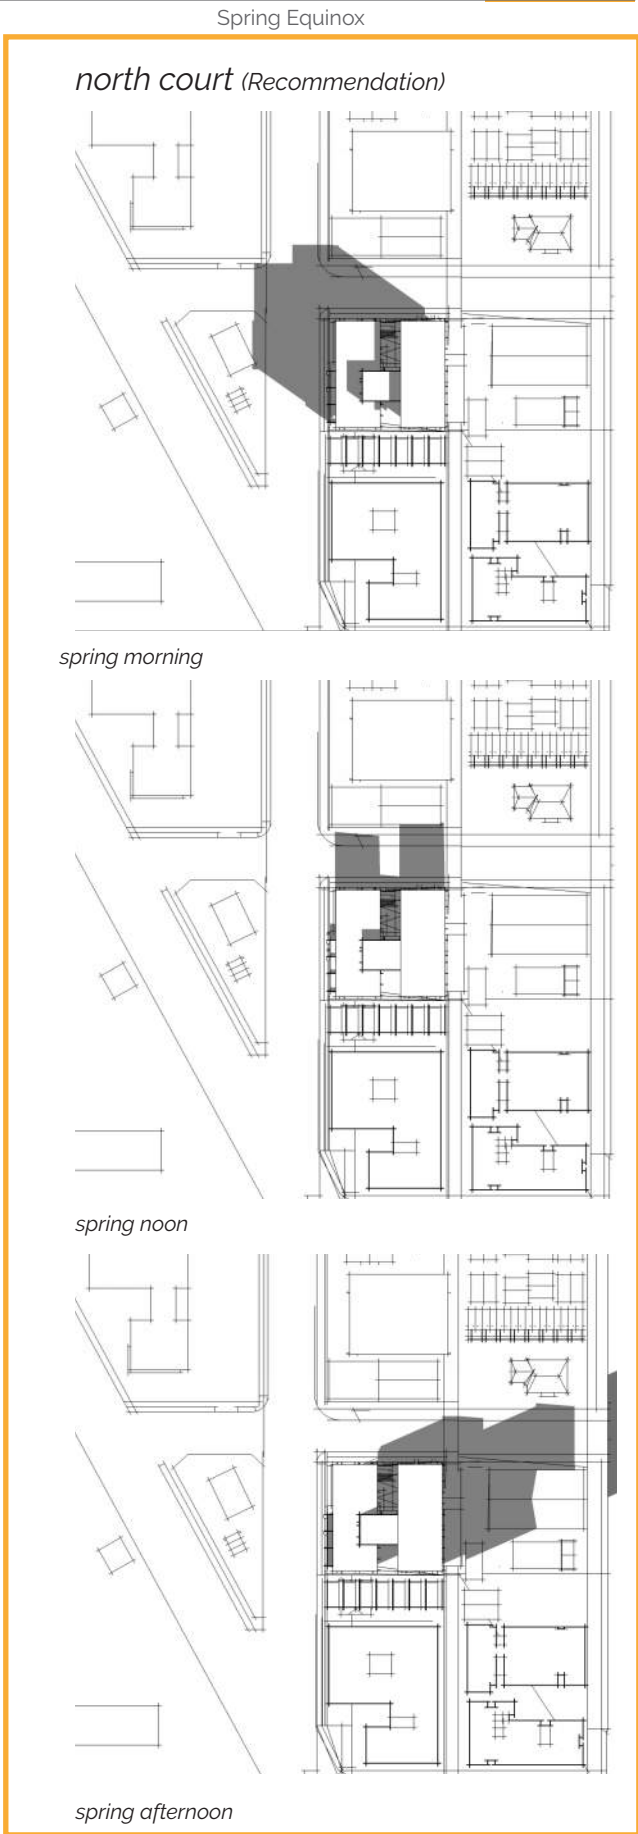 Spring Equinox
north court (Recommendation)
spring morning
spring noon
spring afternoon